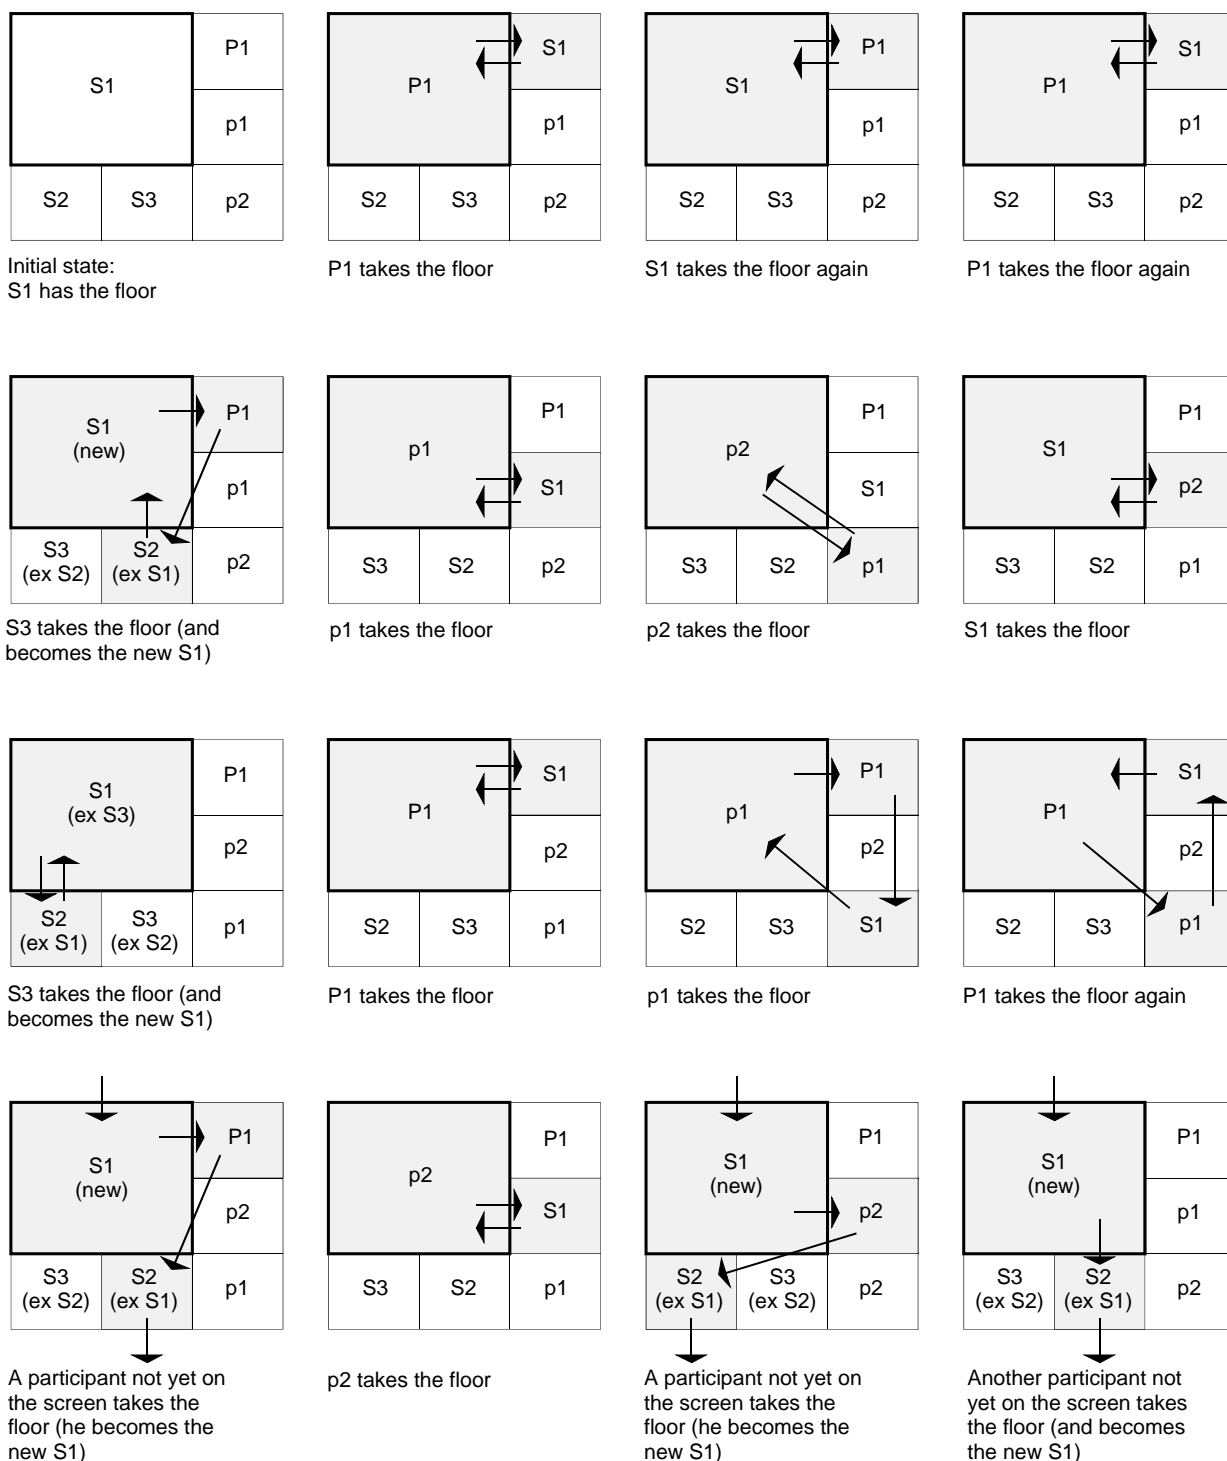 S1
P1
p1
S2
S3
p2
Initial state:
S1 has the floor
P1
S1
p1
S2
S3
p2
P1 takes the floor
S1
P1
p1
S2
S3
p2
S1 takes the floor again
P1
S1
p1
S2
S3
p2
P1 takes the floor again
S1
(new)
P1
p1
S3
(ex S2)
S2
(ex S1)
p2
S3 takes the floor (and
becomes the new S1)
p1
P1
S1
S3
S2
p2
p1 takes the floor
p2
P1
S1
S3
S2
p1
p2 takes the floor
S1
P1
p2
S3
S2
p1
S1 takes the floor
S1
(ex S3)
P1
p2
S2
(ex S1)
S3
(ex S2)
p1
S3 takes the floor (and
becomes the new S1)
P1
S1
p2
S2
S3
p1
P1 takes the floor
p1
P1
p2
S2
S3
S1
p1 takes the floor
P1
S1
p2
S2
S3
p1
P1 takes the floor again
S1
(new)
P1
p2
S3
(ex S2)
S2
(ex S1)
p1
A participant not yet on
the screen takes the
floor (he becomes the
new S1)
p2
P1
S1
S3
S2
p1
p2 takes the floor
S1
(new)
P1
p2
S2
(ex S1)
S3
(ex S2)
p2
A participant not yet on
the screen takes the
floor (he becomes the
new S1)
S1
(new)
P1
p1
S3
(ex S2)
S2
(ex S1)
p2
Another participant not
yet on the screen takes
the floor (and becomes
the new S1)